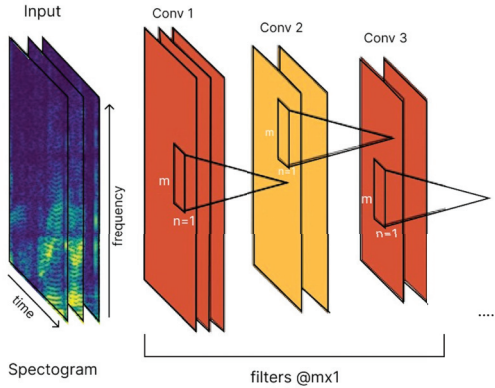 Input
Conv 1
Conv 2
Conv 3
m
n=1
m
n=1
m
n=1
frequency
time
....
Spectogram
filters @mx1